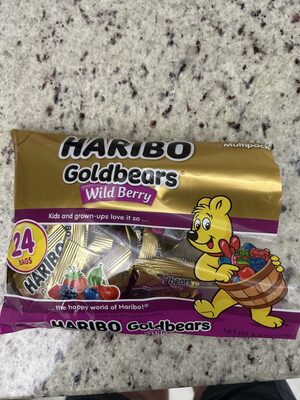 HARIBO
Multipack
Goldbears®
Wild Berry
Kids and grown-ups love it so ...
24
BAGS
HARIBO
... the happy world of Haribo!®
HARIBO Goldbears
NET WT